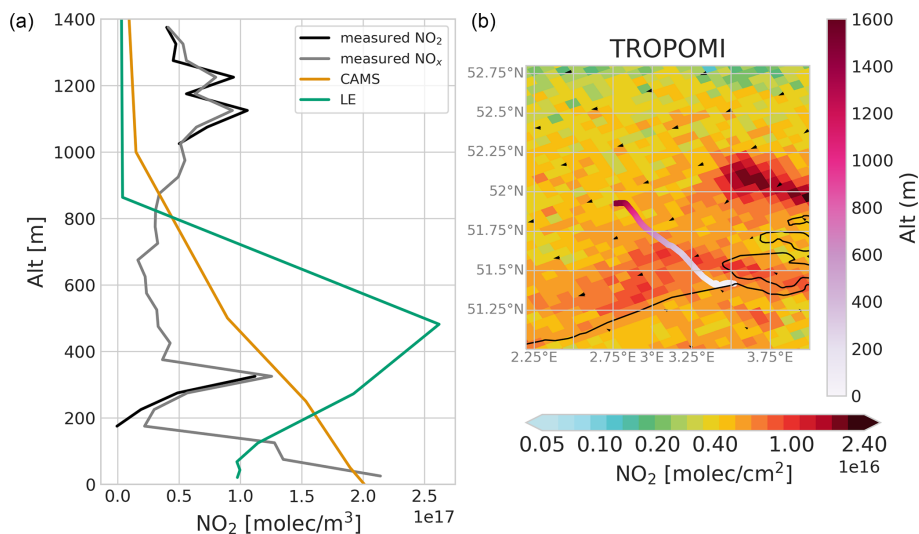 (a)
1400
1200
1000
800
600
400
200
0
Alt [m]
measured NO₂
measured NOₓ
CAMS
LE
0.0
0.5
1.0
1.5
2.0
2.5
1e17
NO₂ [molec/m³]
(b)
TROPOMI
52.75°N
52.5°N
52.25°N
52°N
51.75°N
51.5°N
51.25°N
2.25°E
2.75°E
3°E
3.25°E
3.75°E
1600
1400
1200
1000
800
600
400
200
0
Alt (m)
0.05
0.10
0.20
0.40
1.00
2.40
1e16
NO₂ [molec/cm²]